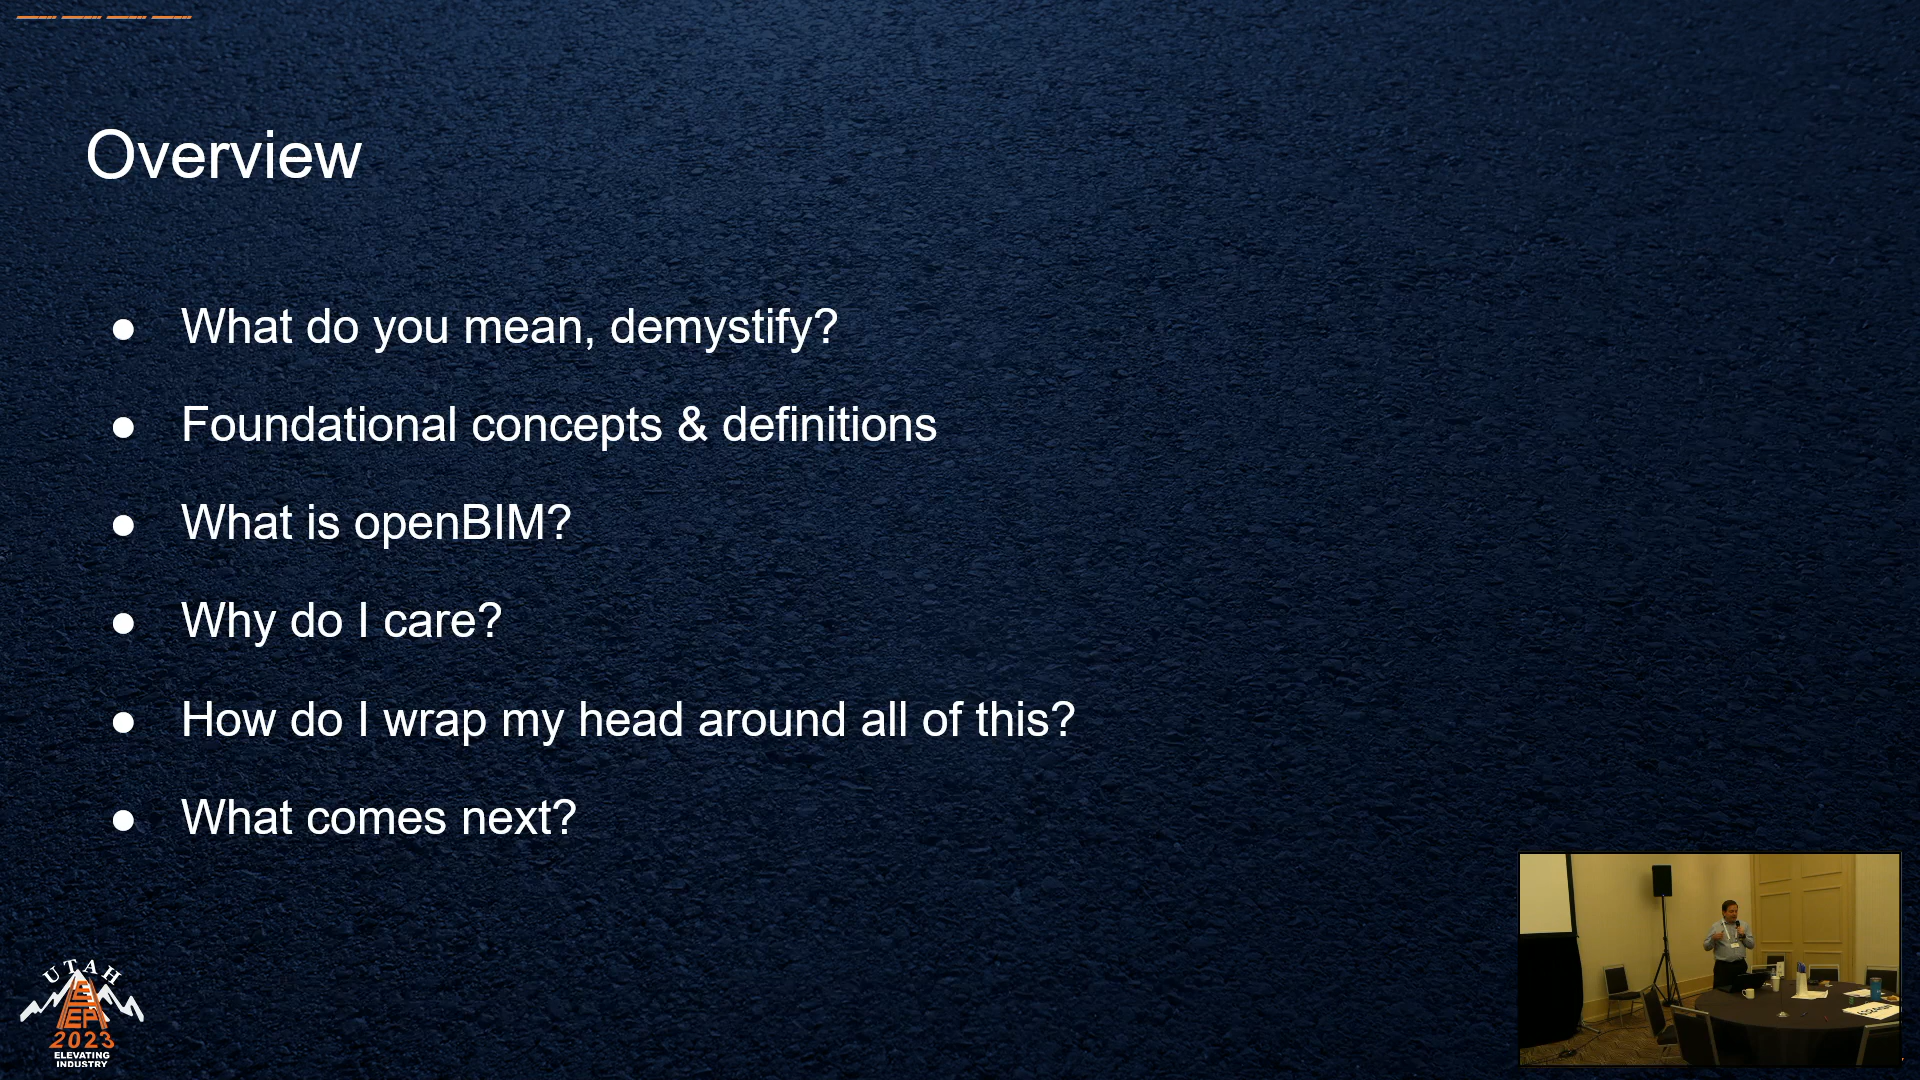 Overview
● What do you mean, demystify?
● Foundational concepts & definitions
● What is openBIM?
● Why do I care?
● How do I wrap my head around all of this?
● What comes next?
UTAH
2023
ELEVATING
INDUSTRY